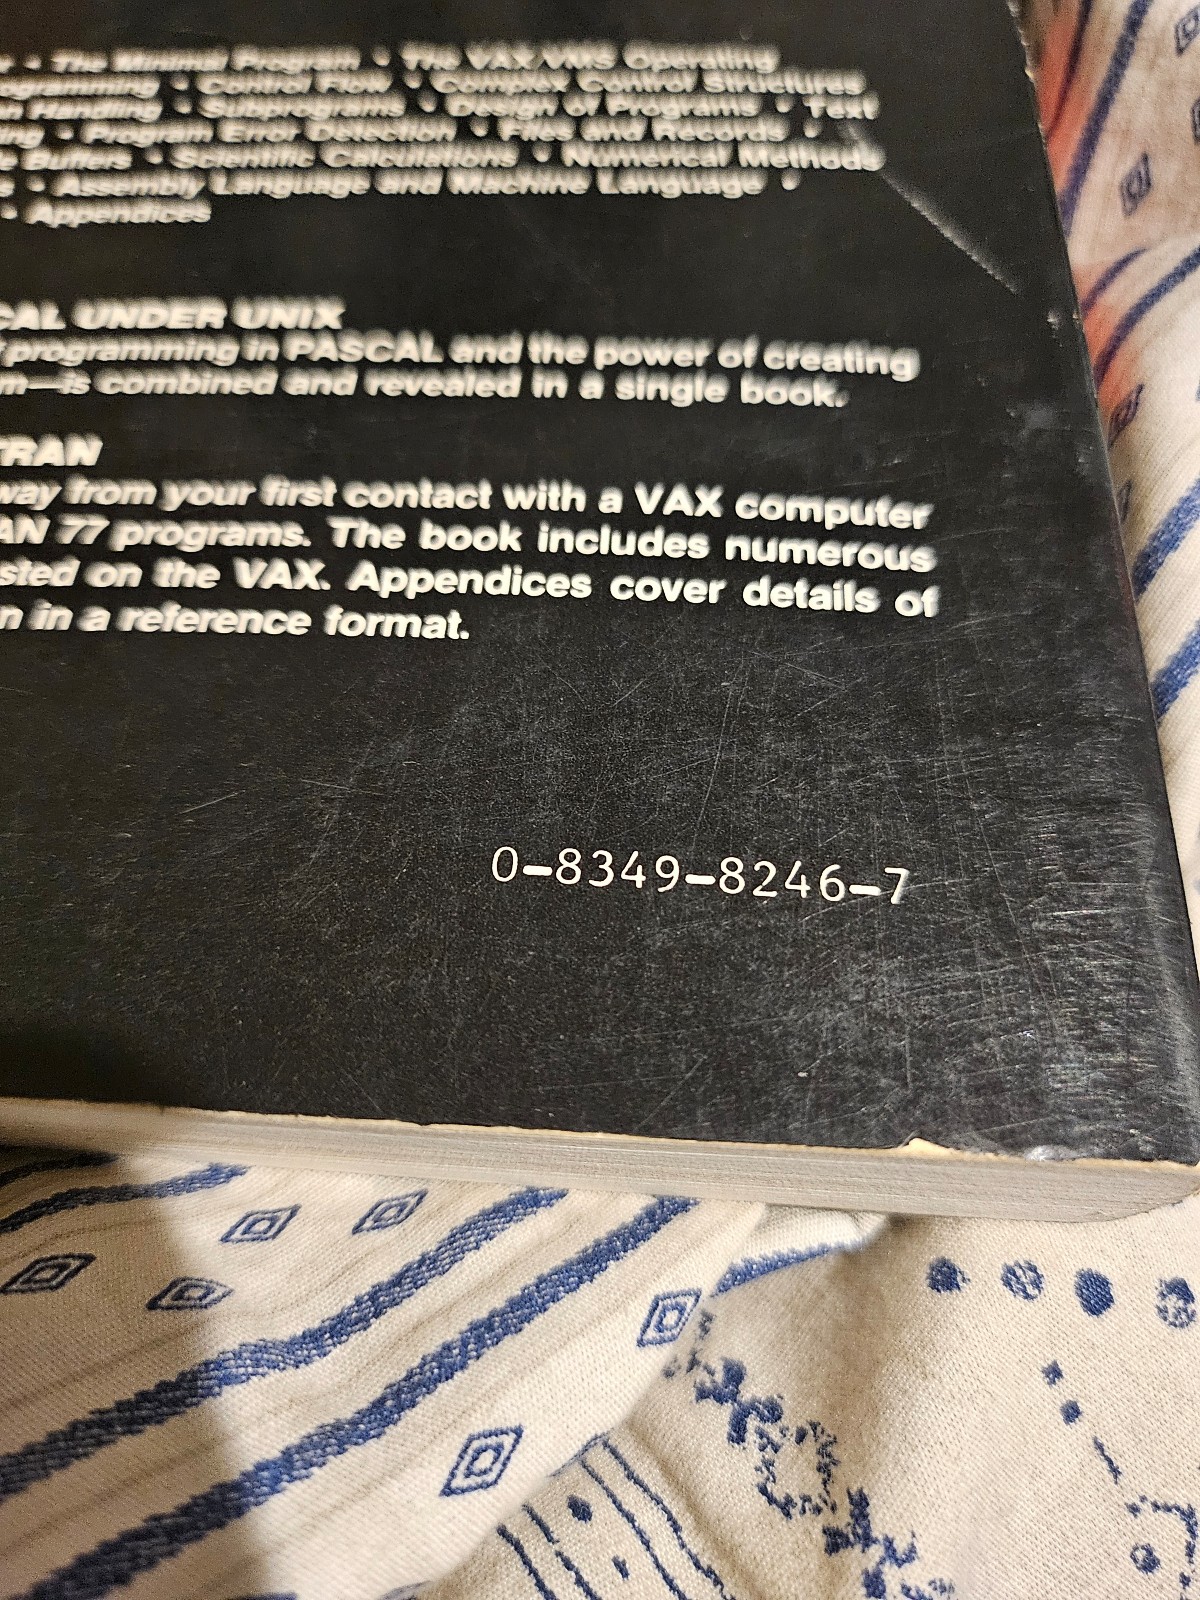 • The Minimal Program • The VAX/VMS Operating
ogramming • Control Flow • Complex Control Structures
Handling • Subprograms • Design of Programs • Text
ng • Program Error Detection • Files and Records •
e Buffers • Scientific Calculations • Numerical Methods
s • Assembly Language and Machine Language •
• Appendices
CAL UNDER UNIX
f programming in PASCAL and the power of creating
m—is combined and revealed in a single book.
TRAN
way from your first contact with a VAX computer
AN 77 programs. The book includes numerous
sted on the VAX. Appendices cover details of
n in a reference format.
0-8349-8246-7